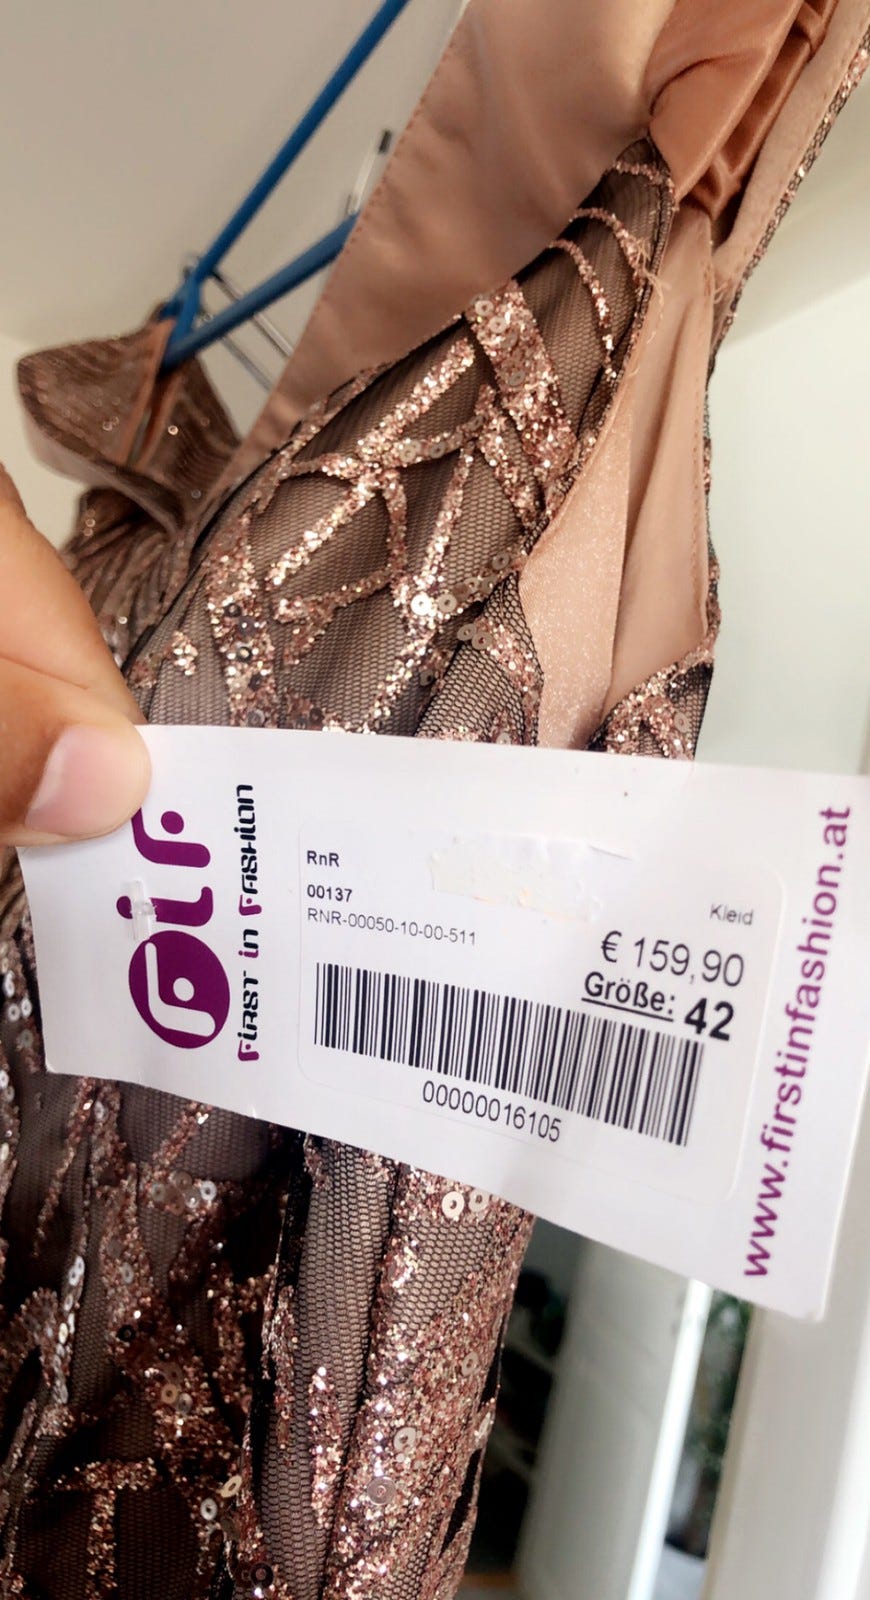 FiF
First in Fashion
RnR
00137
RNR-00050-10-00-511
Kleid
€ 159,90
Größe: 42
00000016105
www.firstinfashion.at